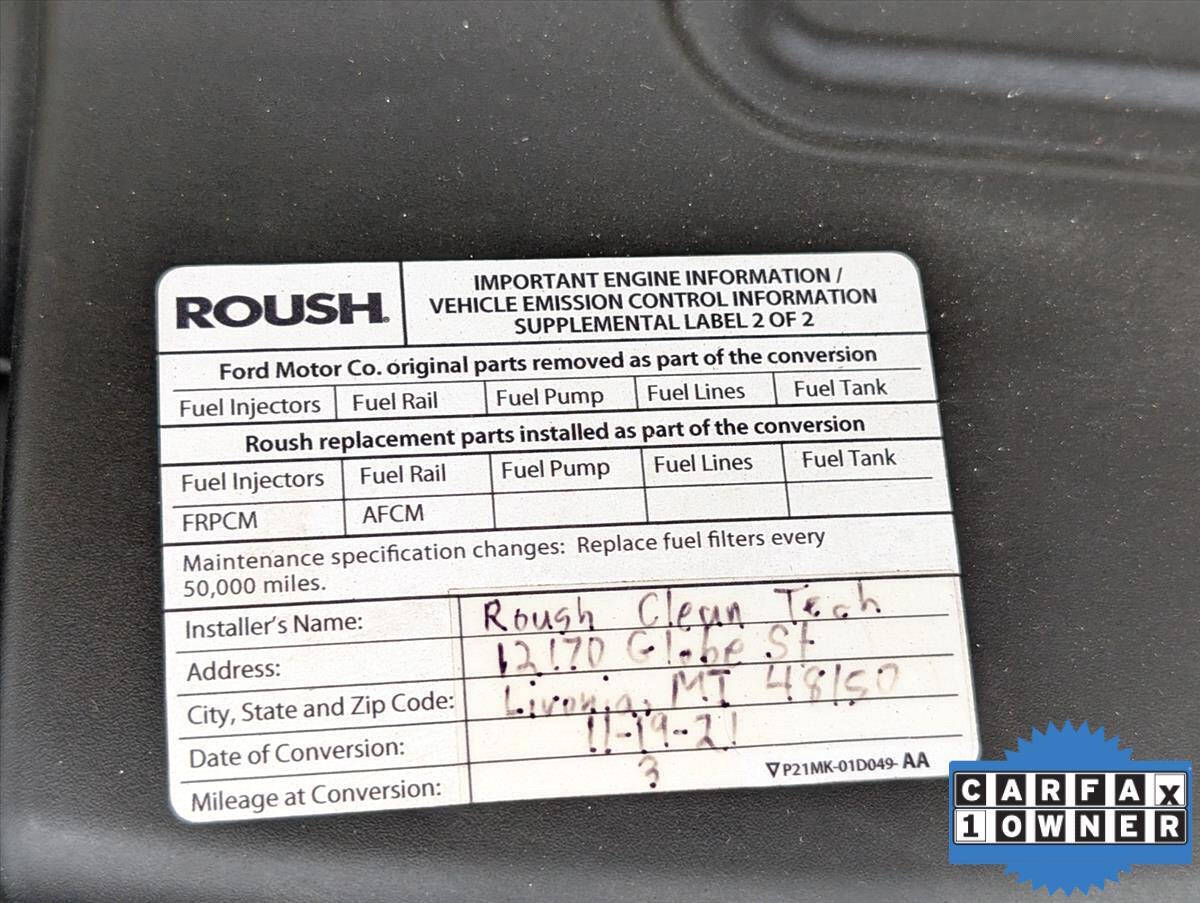 ROUSH.
IMPORTANT ENGINE INFORMATION /
VEHICLE EMISSION CONTROL INFORMATION
SUPPLEMENTAL LABEL 2 OF 2
Ford Motor Co. original parts removed as part of the conversion
Fuel Injectors Fuel Rail Fuel Pump Fuel Lines Fuel Tank
Roush replacement parts installed as part of the conversion
Fuel Injectors Fuel Rail Fuel Pump Fuel Lines Fuel Tank
FRPCM AFCM
Maintenance specification changes: Replace fuel filters every
50,000 miles.
Installer's Name: Roush Clean Tech
Address: 12170 Globe St
City, State and Zip Code: Livonia, MI 48150
Date of Conversion: 11-19-21
Mileage at Conversion: 3
P21MK-01D049-AA
CARFAX
1 OWNER